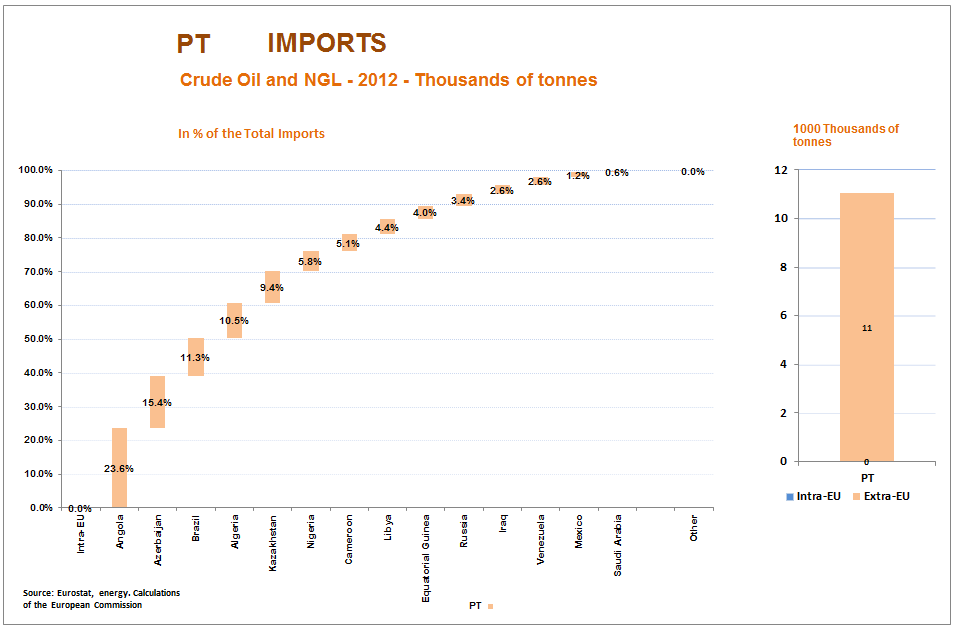 PT IMPORTS
Crude Oil and NGL - 2012 - Thousands of tonnes
In % of the Total Imports
1000 Thousands of
tonnes
100.0%
90.0%
80.0%
70.0%
60.0%
50.0%
40.0%
30.0%
20.0%
10.0%
0.0%
0.0%
23.6%
15.4%
11.3%
10.5%
9.4%
5.8%
5.1%
4.4%
4.0%
3.4%
2.6%
2.6%
1.2%
0.6%
0.0%
Intra-EU
Angola
Azerbaijan
Brazil
Algeria
Kazakhstan
Nigeria
Cameroon
Libya
Equatorial Guinea
Russia
Iraq
Venezuela
Mexico
Saudi Arabia
Other
PT
12
10
8
6
4
2
0
11
0
PT
Intra-EU Extra-EU
Source: Eurostat, energy. Calculations
of the European Commission